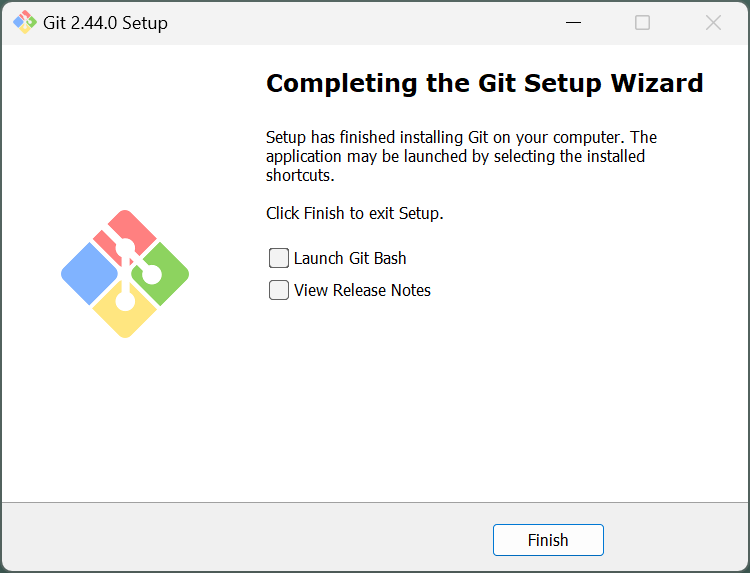 Git 2.44.0 Setup
Completing the Git Setup Wizard
Setup has finished installing Git on your computer. The
application may be launched by selecting the installed
shortcuts.
Click Finish to exit Setup.
Launch Git Bash
View Release Notes
Finish